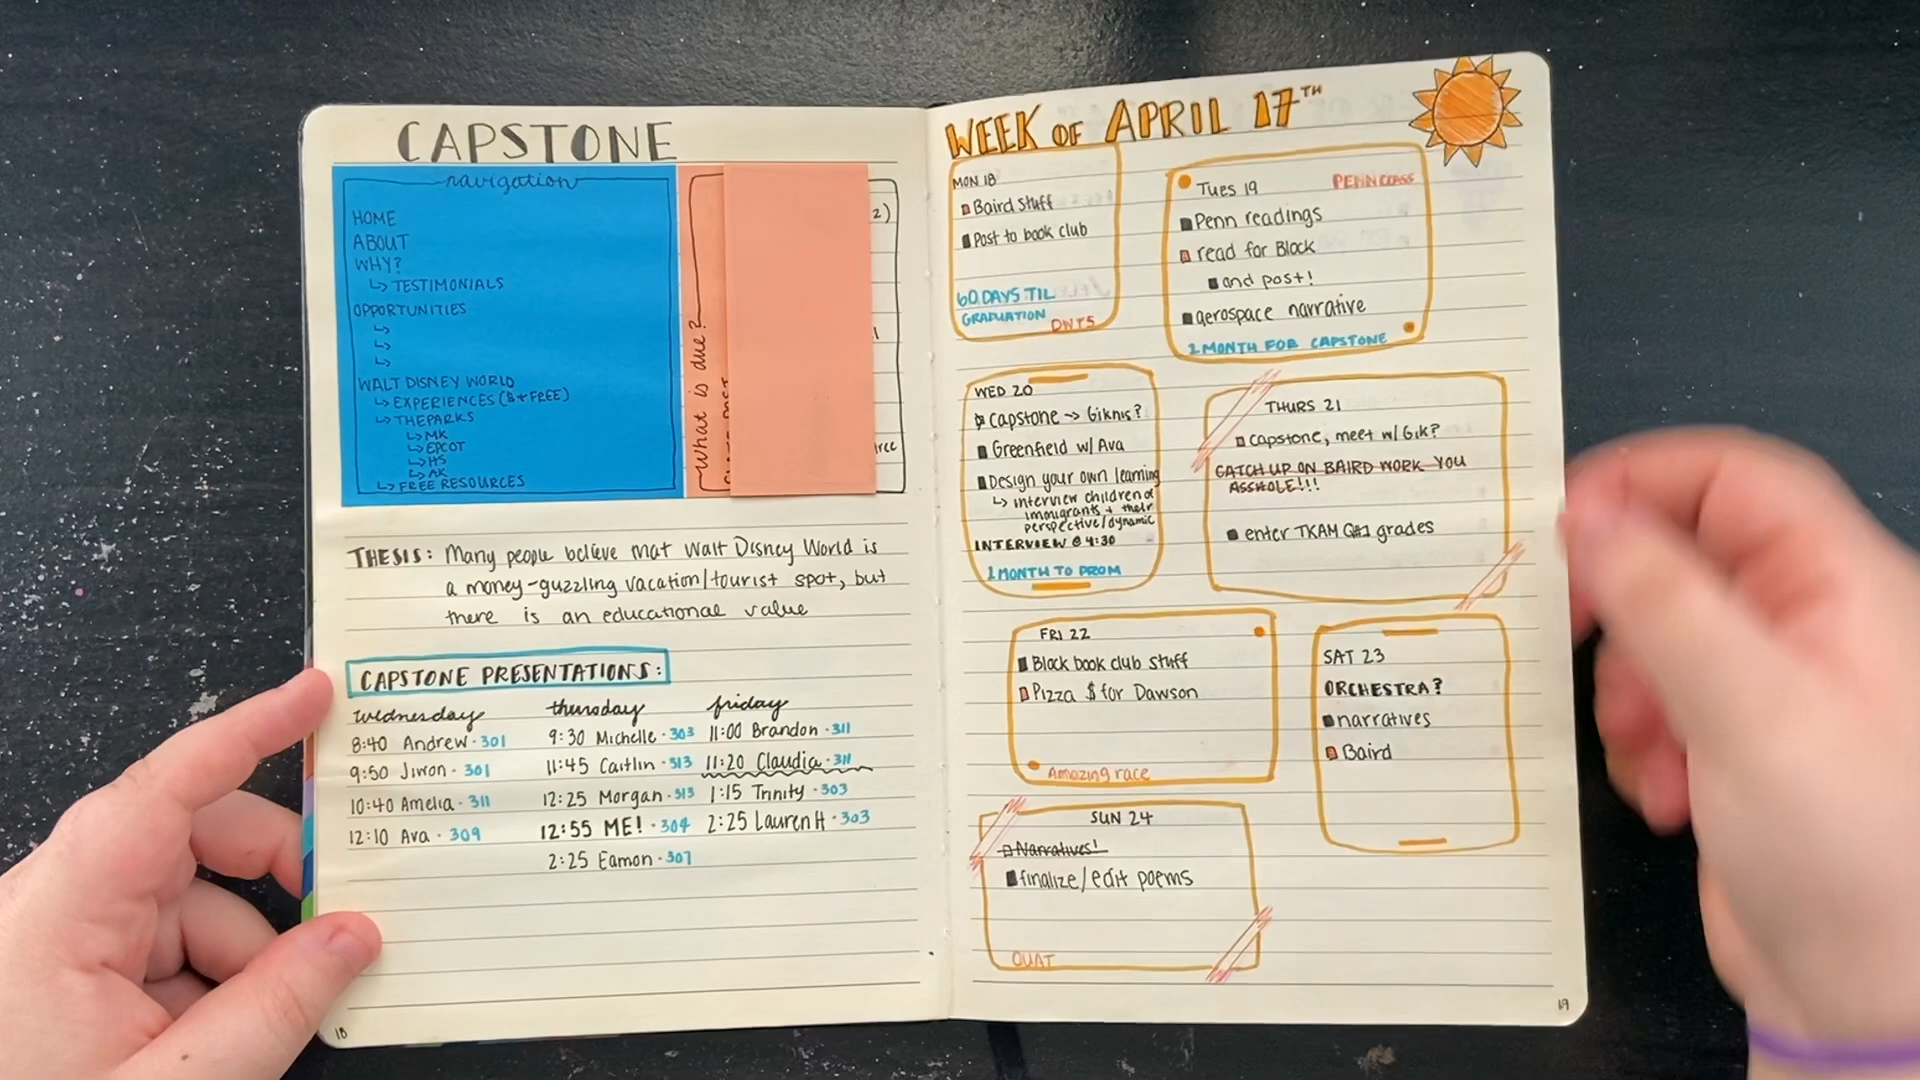 CAPSTONE
navigation
HOME
ABOUT
WHY?
↳ TESTIMONIALS
OPPORTUNITIES
↳
↳
↳
WALT DISNEY WORLD
↳ EXPERIENCES ($ + FREE)
↳ THE PARKS
↳ MK
↳ EPCOT
↳ HS
↳ AK
↳ FREE RESOURCES
What is due?
2)
THESIS: Many people believe that Walt Disney World is
a money-guzzling vacation/tourist spot, but
there is an educational value
CAPSTONE PRESENTATIONS:
wednesday
8:40 Andrew · 301
9:50 Jiwon · 301
10:40 Amelia · 311
12:10 Ava · 309
thursday
9:30 Michelle · 303
11:45 Caitlin · 313
12:25 Morgan · 313
12:55 ME! · 304
2:25 Eamon · 307
friday
11:00 Brandon · 311
11:20 Claudia · 311
1:15 Trinity · 303
2:25 Lauren H · 303
18
WEEK OF APRIL 17TH
MON 18
Baird stuff
Post to book club
60 DAYS TIL
GRADUATION
DWTS
Tues 19
PENN CLASS
Penn readings
read for Block
and post!
aerospace narrative
1 MONTH FOR CAPSTONE
WED 20
Capstone -> Giknis?
Greenfield w/ Ava
Design your own learning
↳ interview children of
immigrants + their
perspective/dynamic
INTERVIEW @ 4:30
1 MONTH TO PROM
THURS 21
capstone, meet w/ Gik?
CATCH UP ON BAIRD WORK YOU
ASSHOLE!!!
enter TKAM Q#1 grades
FRI 22
Block book club stuff
Pizza $ for Dawson
Amazing race
SAT 23
ORCHESTRA?
narratives
Baird
SUN 24
Narratives!
finalize/edit poems
OUAT
19